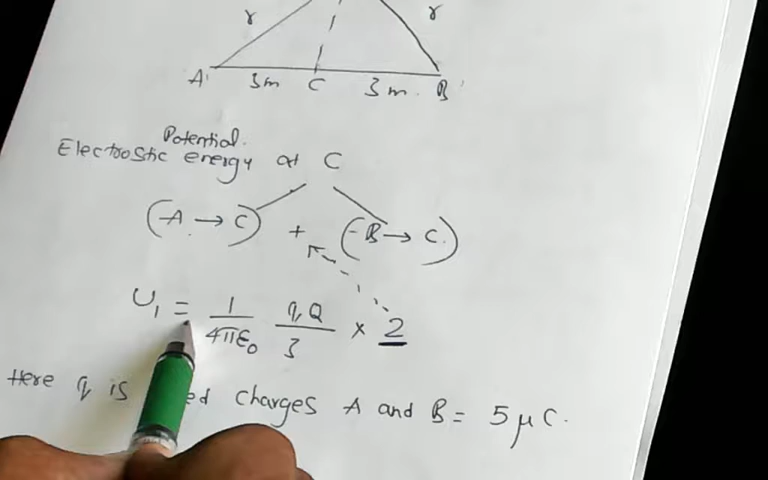 r r
A 3m C 3m B
Potential.
Electrostic energy at C
(A → C) + (B → C)
U₁ = 1/4πε₀ qQ/3 × 2
Here q is charges A and B = 5μC.